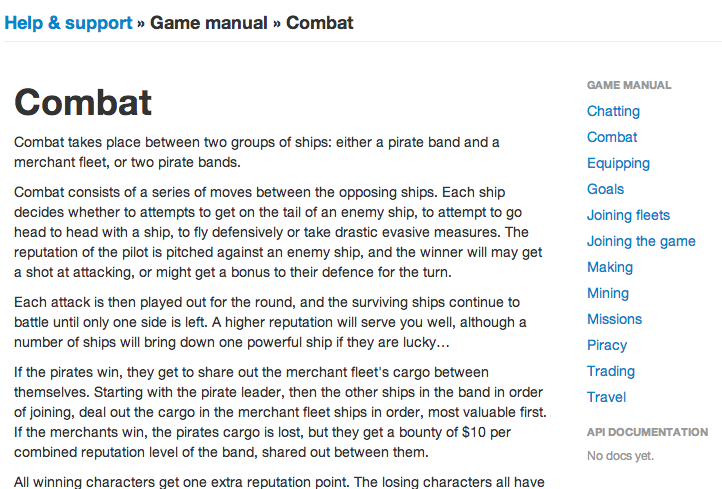 Help & support » Game manual » Combat
Combat
Combat takes place between two groups of ships: either a pirate band and a
merchant fleet, or two pirate bands.
Combat consists of a series of moves between the opposing ships. Each ship
decides whether to attempts to get on the tail of an enemy ship, to attempt to go
head to head with a ship, to fly defensively or take drastic evasive measures. The
reputation of the pilot is pitched against an enemy ship, and the winner will may get
a shot at attacking, or might get a bonus to their defence for the turn.
Each attack is then played out for the round, and the surviving ships continue to
battle until only one side is left. A higher reputation will serve you well, although a
number of ships will bring down one powerful ship if they are lucky…
If the pirates win, they get to share out the merchant fleet's cargo between
themselves. Starting with the pirate leader, then the other ships in the band in order
of joining, deal out the cargo in the merchant fleet ships in order, most valuable first.
If the merchants win, the pirates cargo is lost, but they get a bounty of $10 per
combined reputation level of the band, shared out between them.
All winning characters get one extra reputation point. The losing characters all have
GAME MANUAL
Chatting
Combat
Equipping
Goals
Joining fleets
Joining the game
Making
Mining
Missions
Piracy
Trading
Travel
API DOCUMENTATION
No docs yet.